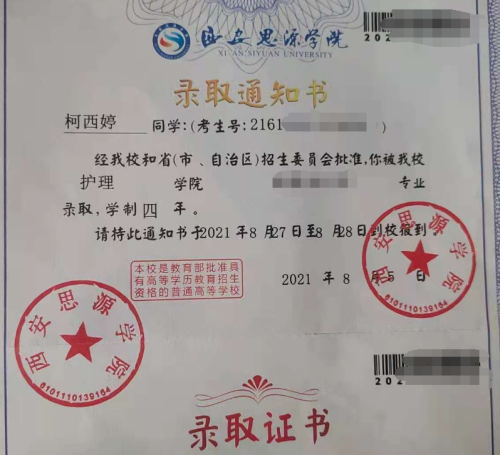 西安思源学院
XI'AN SIYUAN UNIVERSITY
202
录取通知书
柯西婷 同学:(考生号:2161
经我校和省(市、自治区)招生委员会批准,你被我校
护理 学院 专业
录取,学制四年。
请持此通知书于2021年8月27日至8月28日到校报到。
本校是教育部批准具
有高等学历教育招生
资格的普通高等学校
2021年8月5日
西安思源学院
6101110139164
西安思源学院
6101110139164
202
录取证书